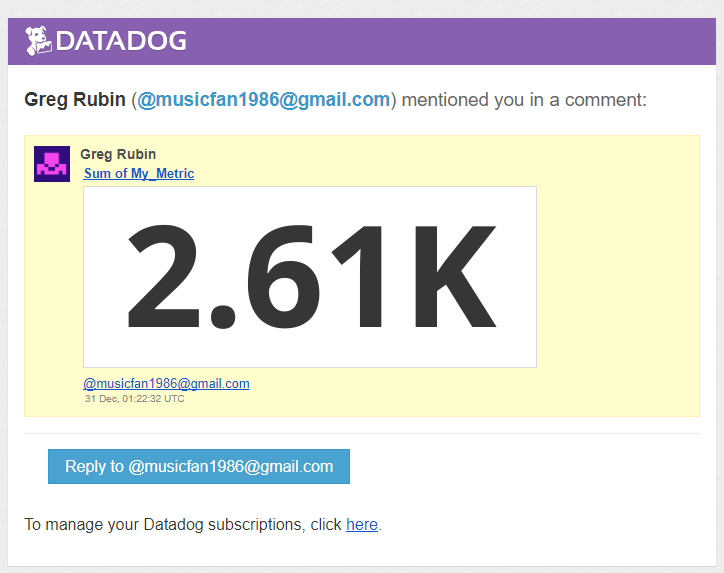 DATADOG
Greg Rubin (@musicfan1986@gmail.com) mentioned you in a comment:
Greg Rubin
Sum of My_Metric
2.61K
@musicfan1986@gmail.com
31 Dec, 01:22:32 UTC
Reply to @musicfan1986@gmail.com
To manage your Datadog subscriptions, click here.